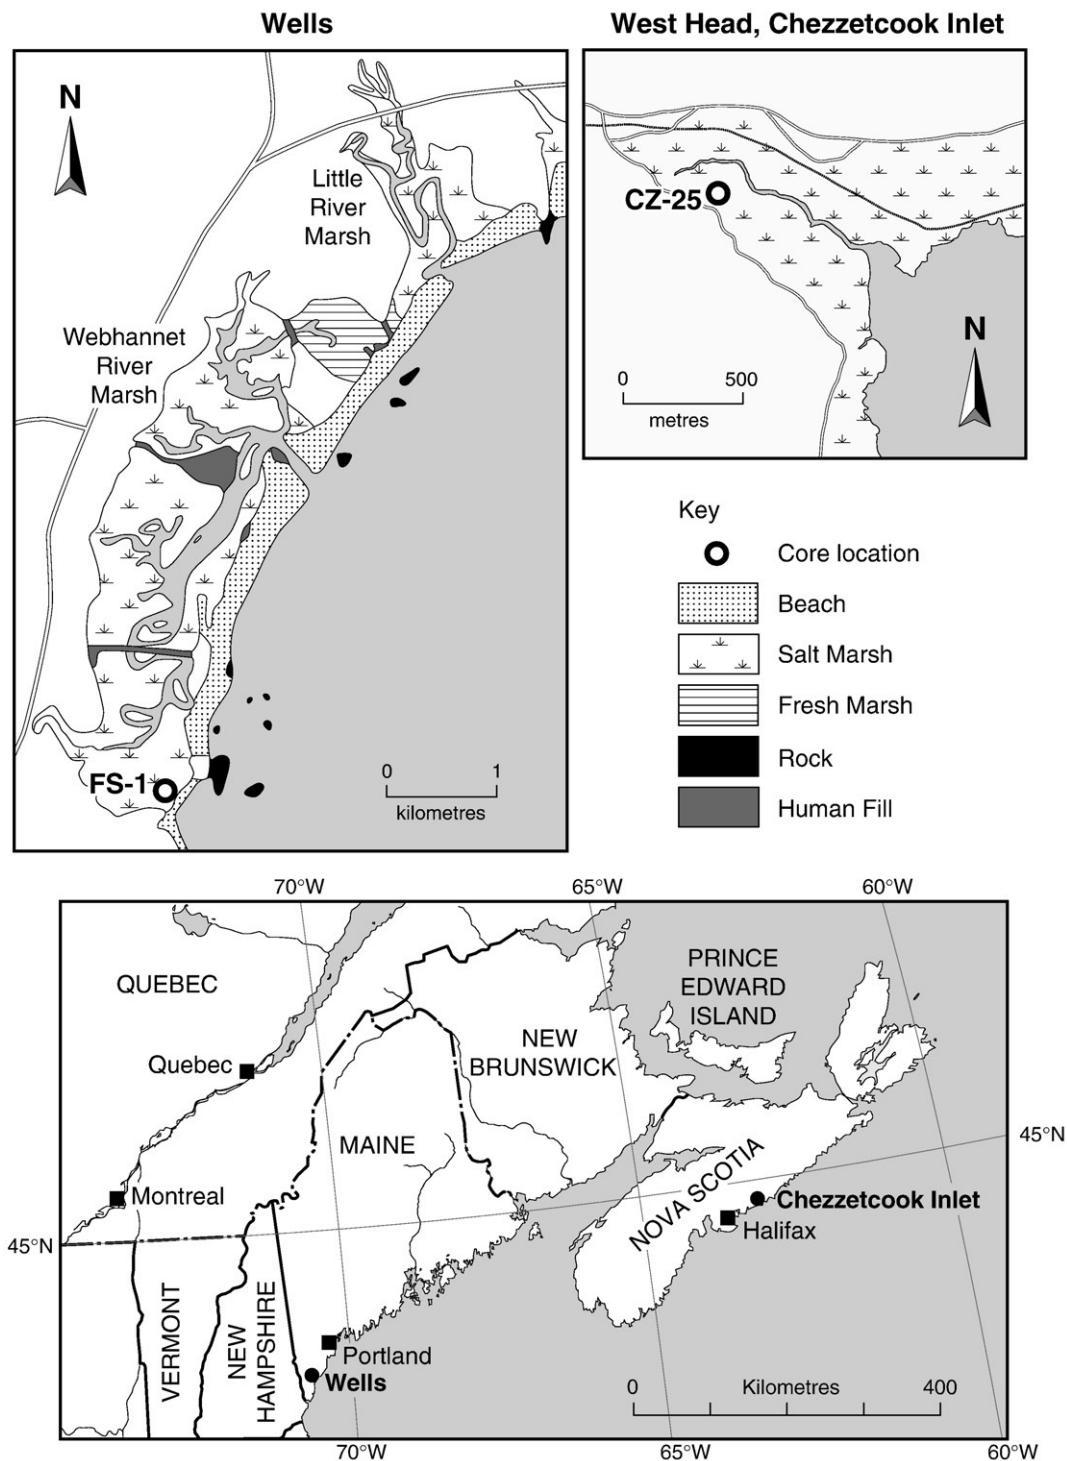 Wells
N
Little
River
Marsh
Webhannet
River
Marsh
FS-1
0 1
kilometres
West Head, Chezzetcook Inlet
CZ-25
0 500
metres
N
Key
Core location
Beach
Salt Marsh
Fresh Marsh
Rock
Human Fill
70°W 65°W 60°W
QUEBEC
PRINCE
EDWARD
ISLAND
NEW
BRUNSWICK
Quebec
MAINE
45°N
NOVA SCOTIA
Montreal
Chezzetcook Inlet
Halifax
45°N
VERMONT
NEW
HAMPSHIRE
Portland
Wells
0 Kilometres 400
70°W 65°W 60°W